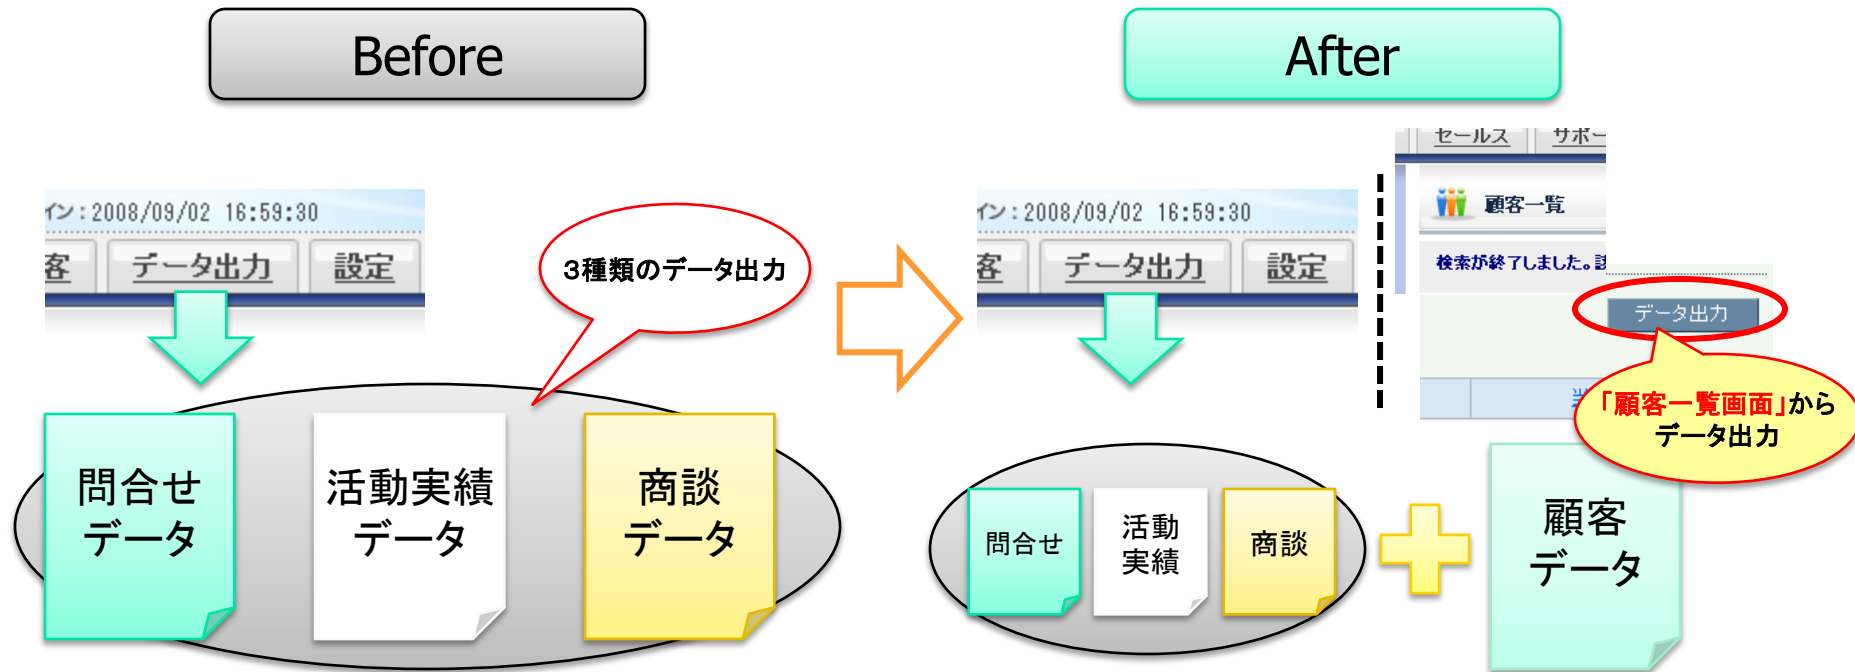 Before
イン：2008/09/02 16:59:30
客 データ出力 設定
３種類のデータ出力
問合せ
データ
活動実績
データ
商談
データ
After
イン：2008/09/02 16:59:30
客 データ出力 設定
セールス サポー
顧客一覧
検索が終了しました。該
データ出力
「顧客一覧画面」から
データ出力
問合せ
活動
実績
商談
顧客
データ